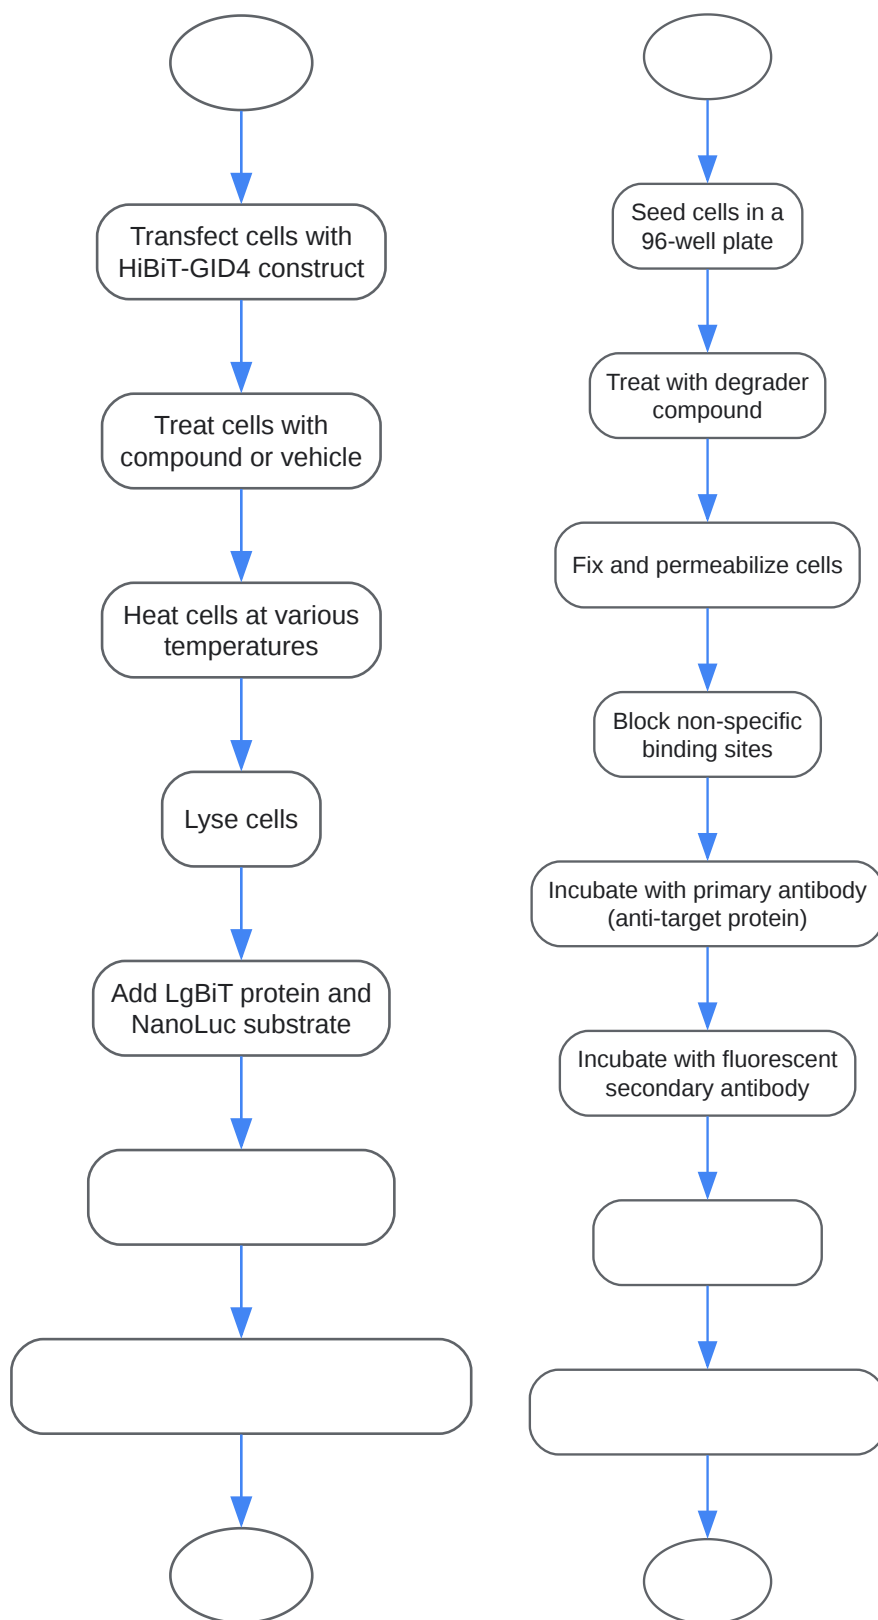 Transfect cells with
HiBiT-GID4 construct
Treat cells with
compound or vehicle
Heat cells at various
temperatures
Lyse cells
Add LgBiT protein and
NanoLuc substrate
Seed cells in a
96-well plate
Treat with degrader
compound
Fix and permeabilize cells
Block non-specific
binding sites
Incubate with primary antibody
(anti-target protein)
Incubate with fluorescent
secondary antibody